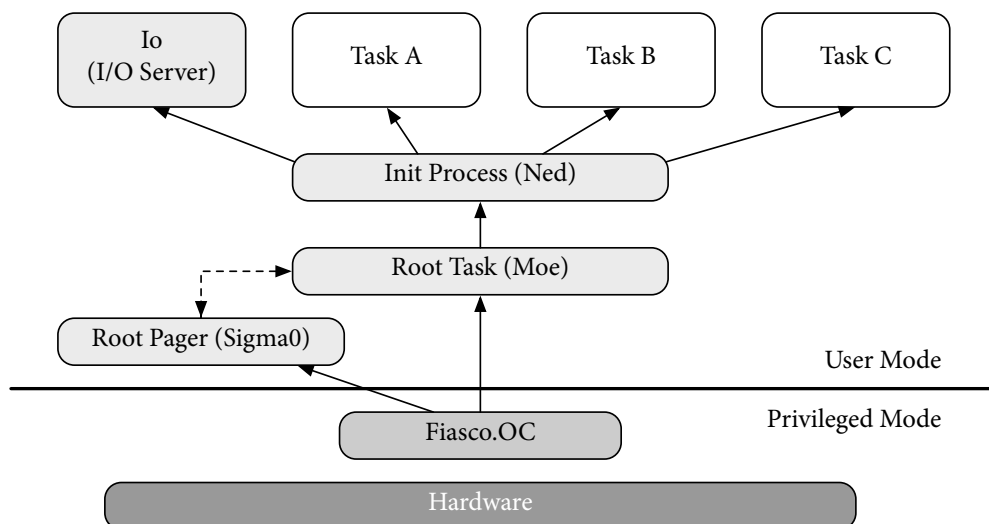 Io
(I/O Server)
Task A
Task B
Task C
Init Process (Ned)
Root Task (Moe)
Root Pager (Sigma0)
User Mode
Privileged Mode
Fiasco.OC
Hardware